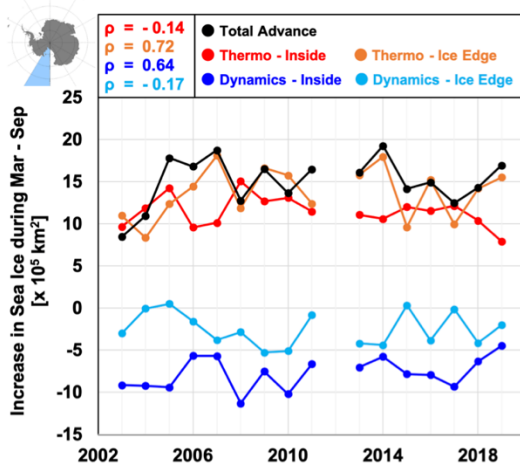 ρ = - 0.14
ρ = 0.72
ρ = 0.64
ρ = - 0.17
Total Advance
Thermo - Inside
Thermo - Ice Edge
Dynamics - Inside
Dynamics - Ice Edge
Increase in Sea Ice during Mar - Sep
[x 10⁵ km²]
25
20
15
10
5
0
-5
-10
-15
2002
2006
2010
2014
2018